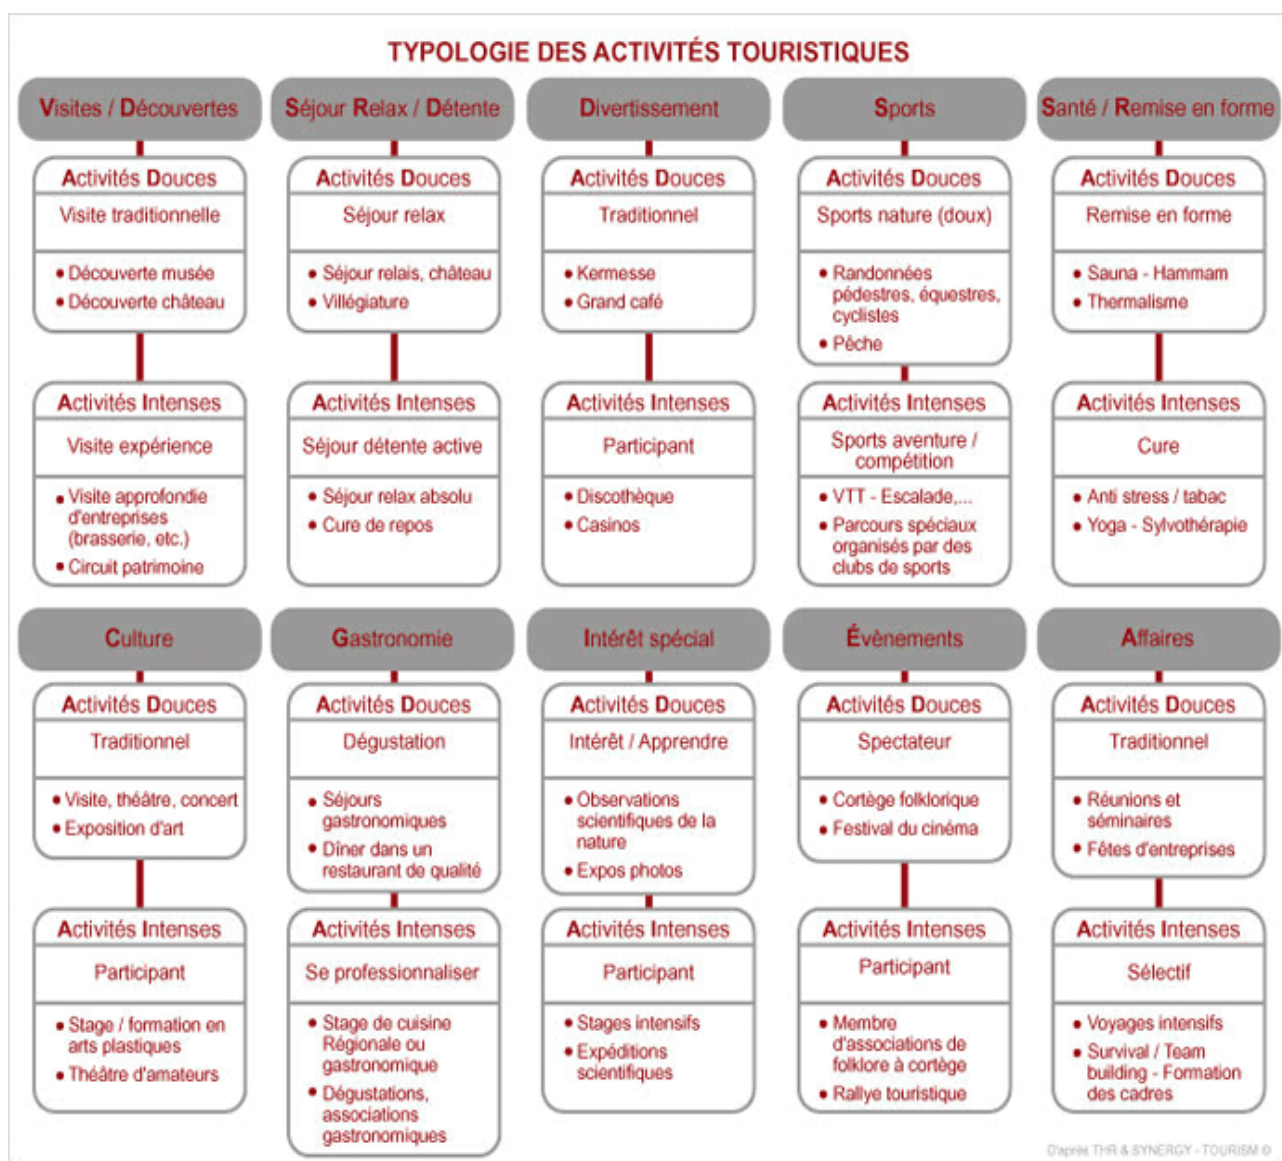 TYPOLOGIE DES ACTIVITÉS TOURISTIQUES
Visites / Découvertes
Activités Douces
Visite traditionnelle
• Découverte musée
• Découverte château
Activités Intenses
Visite expérience
• Visite approfondie
d'entreprises
(brasserie, etc.)
• Circuit patrimoine
Séjour Relax / Détente
Activités Douces
Séjour relax
• Séjour relais, château
• Villégiature
Activités Intenses
Séjour détente active
• Séjour relax absolu
• Cure de repos
Divertissement
Activités Douces
Traditionnel
• Kermesse
• Grand café
Activités Intenses
Participant
• Discothèque
• Casinos
Sports
Activités Douces
Sports nature (doux)
• Randonnées
pédestres, équestres,
cyclistes
• Pêche
Activités Intenses
Sports aventure /
compétition
• VTT - Escalade,...
• Parcours spéciaux
organisés par des
clubs de sports
Santé / Remise en forme
Activités Douces
Remise en forme
• Sauna - Hammam
• Thermalisme
Activités Intenses
Cure
• Anti stress / tabac
• Yoga - Sylvothérapie
Culture
Activités Douces
Traditionnel
• Visite, théâtre, concert
• Exposition d'art
Activités Intenses
Participant
• Stage / formation en
arts plastiques
• Théâtre d'amateurs
Gastronomie
Activités Douces
Dégustation
• Séjours
gastronomiques
• Dîner dans un
restaurant de qualité
Activités Intenses
Se professionnaliser
• Stage de cuisine
Régionale ou
gastronomique
• Dégustations,
associations
gastronomiques
Intérêt spécial
Activités Douces
Intérêt / Apprendre
• Observations
scientifiques de la
nature
• Expos photos
Activités Intenses
Participant
• Stages intensifs
• Expéditions
scientifiques
Évènements
Activités Douces
Spectateur
• Cortège folklorique
• Festival du cinéma
Activités Intenses
Participant
• Membre
d'associations de
folklore à cortège
• Rallye touristique
Affaires
Activités Douces
Traditionnel
• Réunions et
séminaires
• Fêtes d'entreprises
Activités Intenses
Sélectif
• Voyages intensifs
• Survival / Team
building - Formation
des cadres
D'après THR & SYNERGY - TOURISM ©